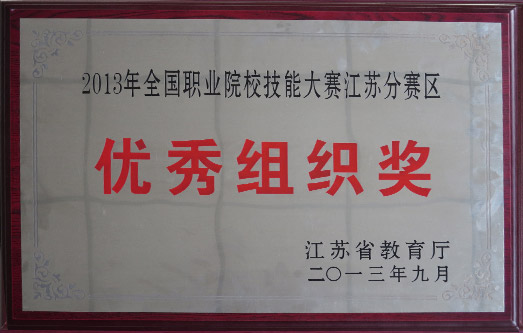 2013年全国职业院校技能大赛江苏分赛区
优秀组织奖
江苏省教育厅
二〇一三年九月